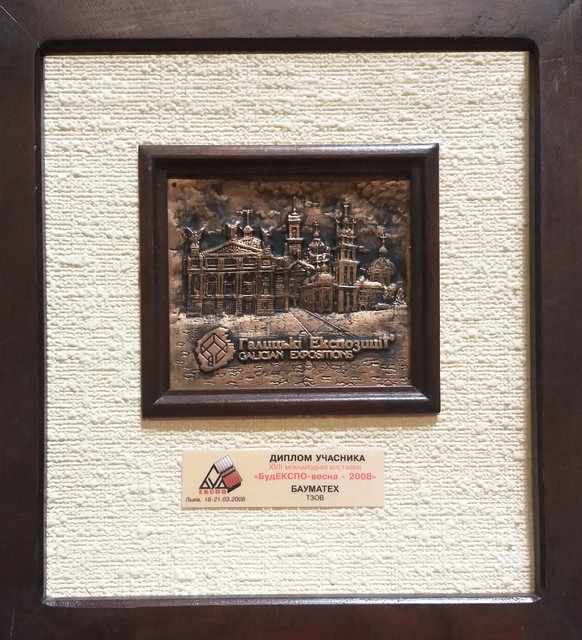 Галицькі Експозиції®
GALICIAN EXPOSITIONS
ДИПЛОМ УЧАСНИКА
XVII МІЖНАРОДНОЇ ВИСТАВКИ
«БудЕКСПО-весна - 2008»
БАУМАТЕХ
ТЗОВ
ЕКСПО
Львів, 18-21.03.2008